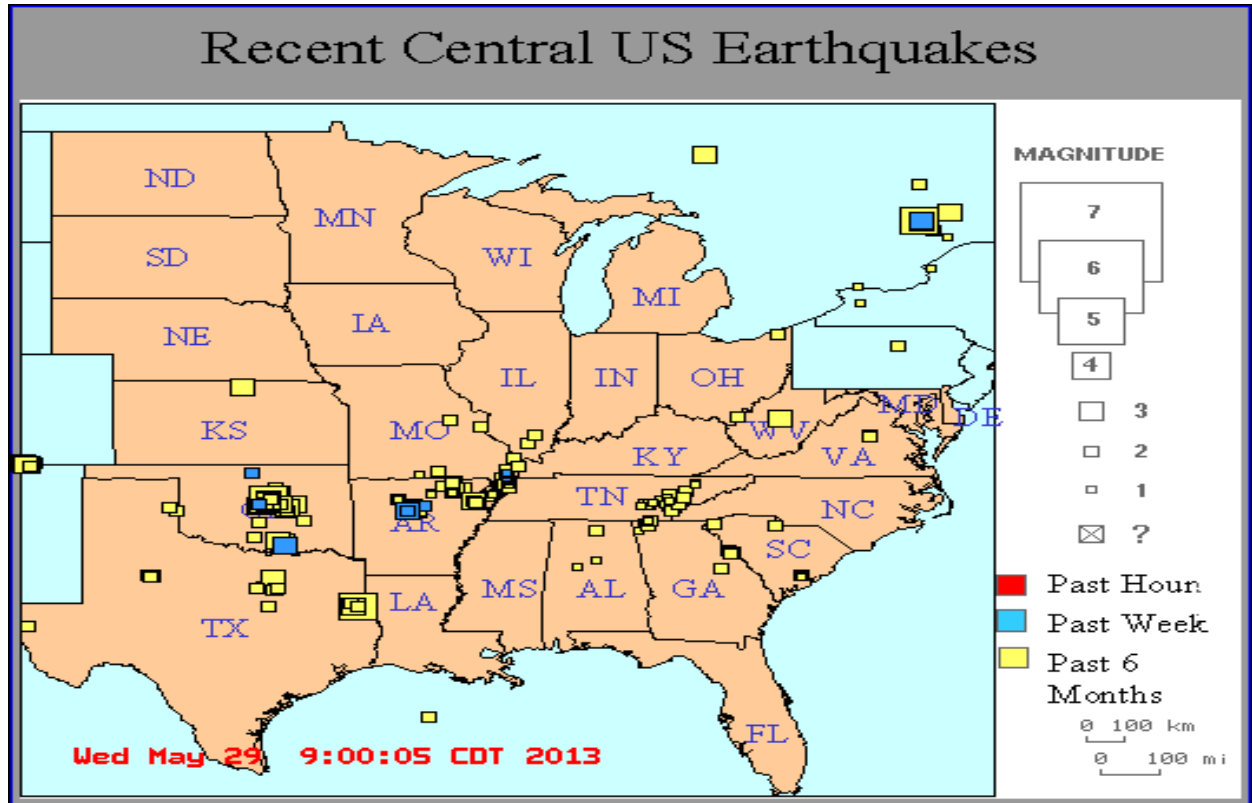 Recent Central US Earthquakes
MAGNITUDE
7
6
5
4
3
2
1
?
Past Hour
Past Week
Past 6
Months
0 100 km
0 100 mi
ND
MN
SD
WI
MI
NE
IA
IL
IN
OH
MD
DE
KS
MO
WV
KY
VA
TN
NC
AR
SC
MS
AL
GA
LA
TX
FL
Wed May 29 9:00:05 CDT 2013